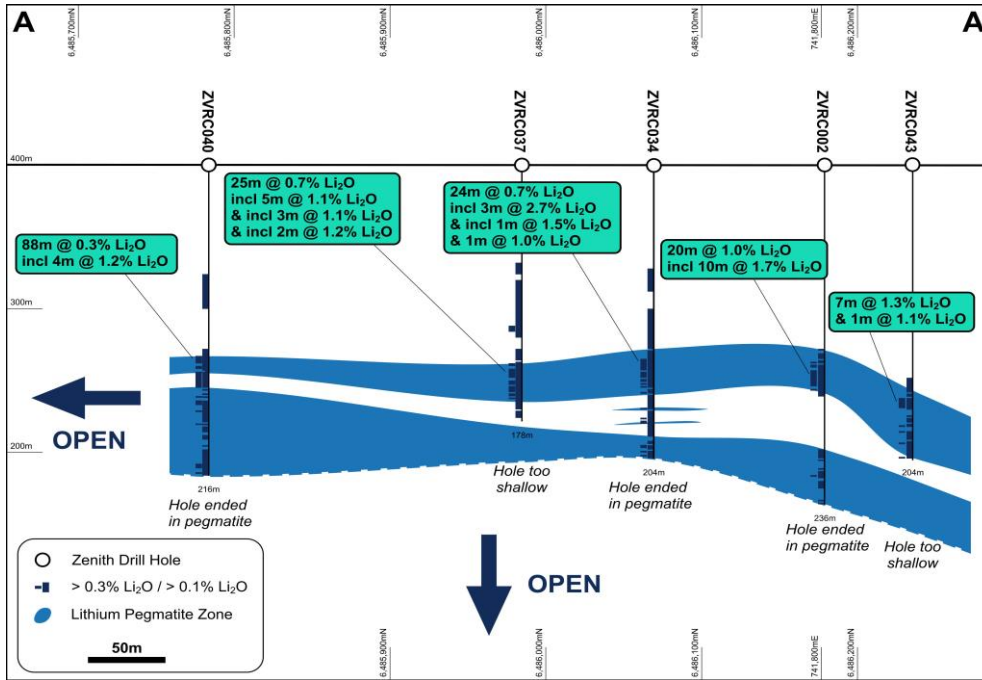 A
A
6,485,700mN
6,485,800mN
6,485,900mN
6,486,000mN
6,486,100mN
741,800mE
6,486,200mN
ZVRC040
ZVRC037
ZVRC034
ZVRC002
ZVRC043
400m
25m @ 0.7% Li₂O
incl 5m @ 1.1% Li₂O
& incl 3m @ 1.1% Li₂O
& incl 2m @ 1.2% Li₂O
24m @ 0.7% Li₂O
incl 3m @ 2.7% Li₂O
& incl 1m @ 1.5% Li₂O
& 1m @ 1.0% Li₂O
88m @ 0.3% Li₂O
incl 4m @ 1.2% Li₂O
20m @ 1.0% Li₂O
incl 10m @ 1.7% Li₂O
7m @ 1.3% Li₂O
& 1m @ 1.1% Li₂O
300m
OPEN
200m
178m
Hole too
shallow
216m
Hole ended
in pegmatite
204m
Hole ended
in pegmatite
236m
Hole ended
in pegmatite
204m
Hole too
shallow
OPEN
Zenith Drill Hole
> 0.3% Li₂O / > 0.1% Li₂O
Lithium Pegmatite Zone
50m
6,485,900mN
6,486,000mN
6,486,100mN
741,800mE
6,486,200mN